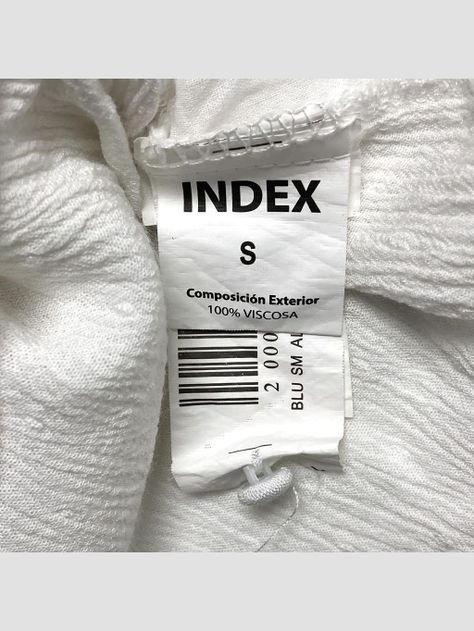 INDEX
S
Composición Exterior
100% VISCOSA
2 000
BLU SM AL